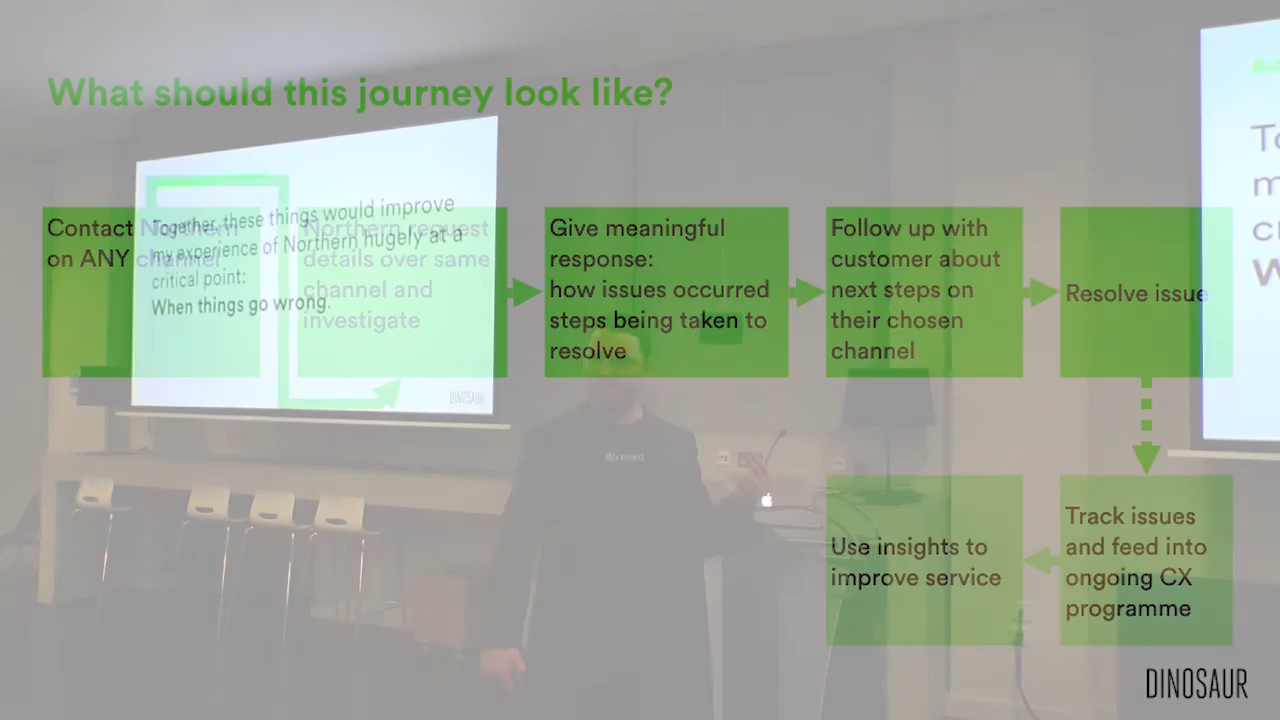 What should this journey look like?
Contact Northern
on ANY channel
Northern request
details over same
channel and
investigate
Give meaningful
response:
how issues occurred
steps being taken to
resolve
Follow up with
customer about
next steps on
their chosen
channel
Resolve issue
Track issues
and feed into
ongoing CX
programme
Use insights to
improve service
DINOSAUR
Together, these things would improve
my experience of Northern hugely at a
critical point:
When things go wrong.
DINOSAUR